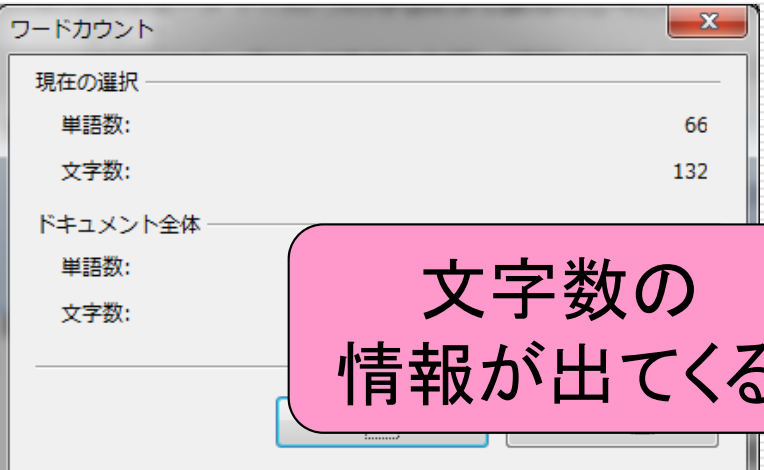 ワードカウント
現在の選択
単語数: 66
文字数: 132
ドキュメント全体
単語数:
文字数:
文字数の
情報が出てくる